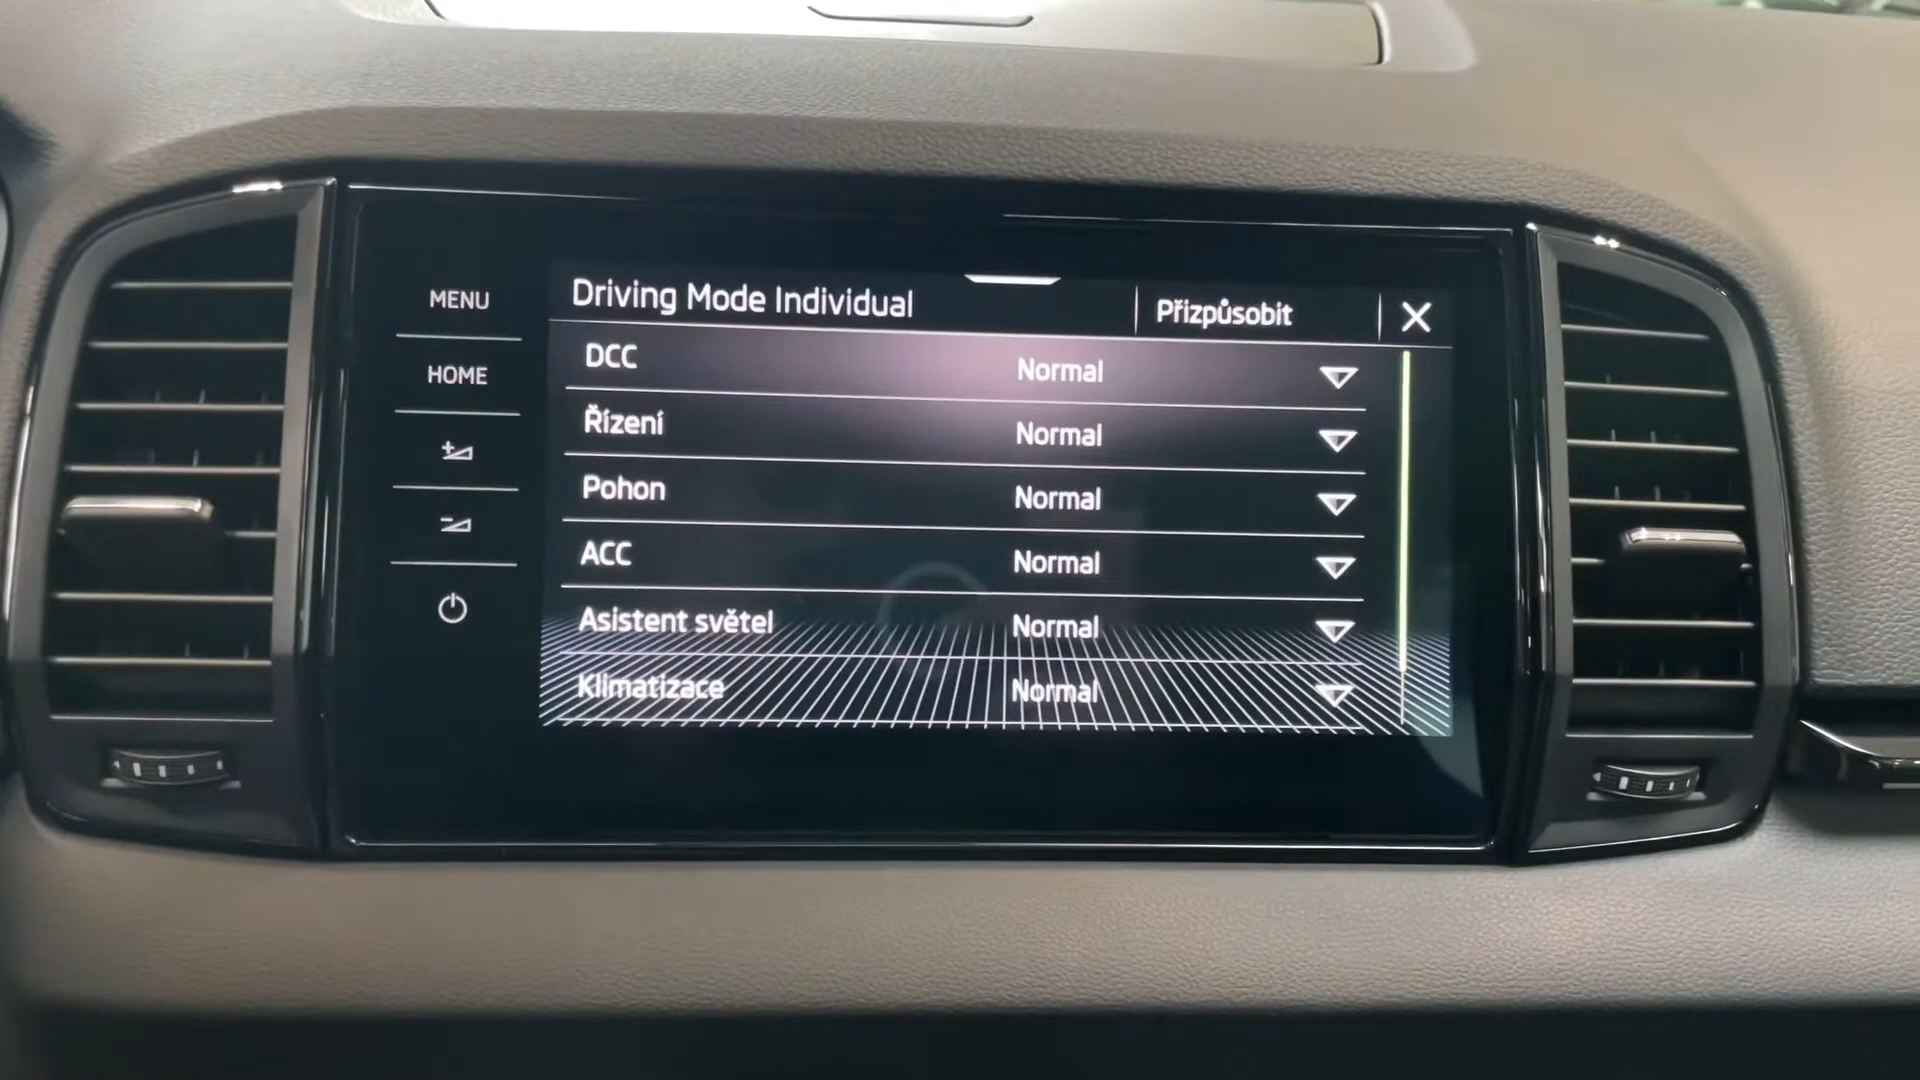 MENU
HOME
Driving Mode Individual
Přizpůsobit
DCC Normal
Řízení Normal
Pohon Normal
ACC Normal
Asistent světel Normal
Klimatizace Normal